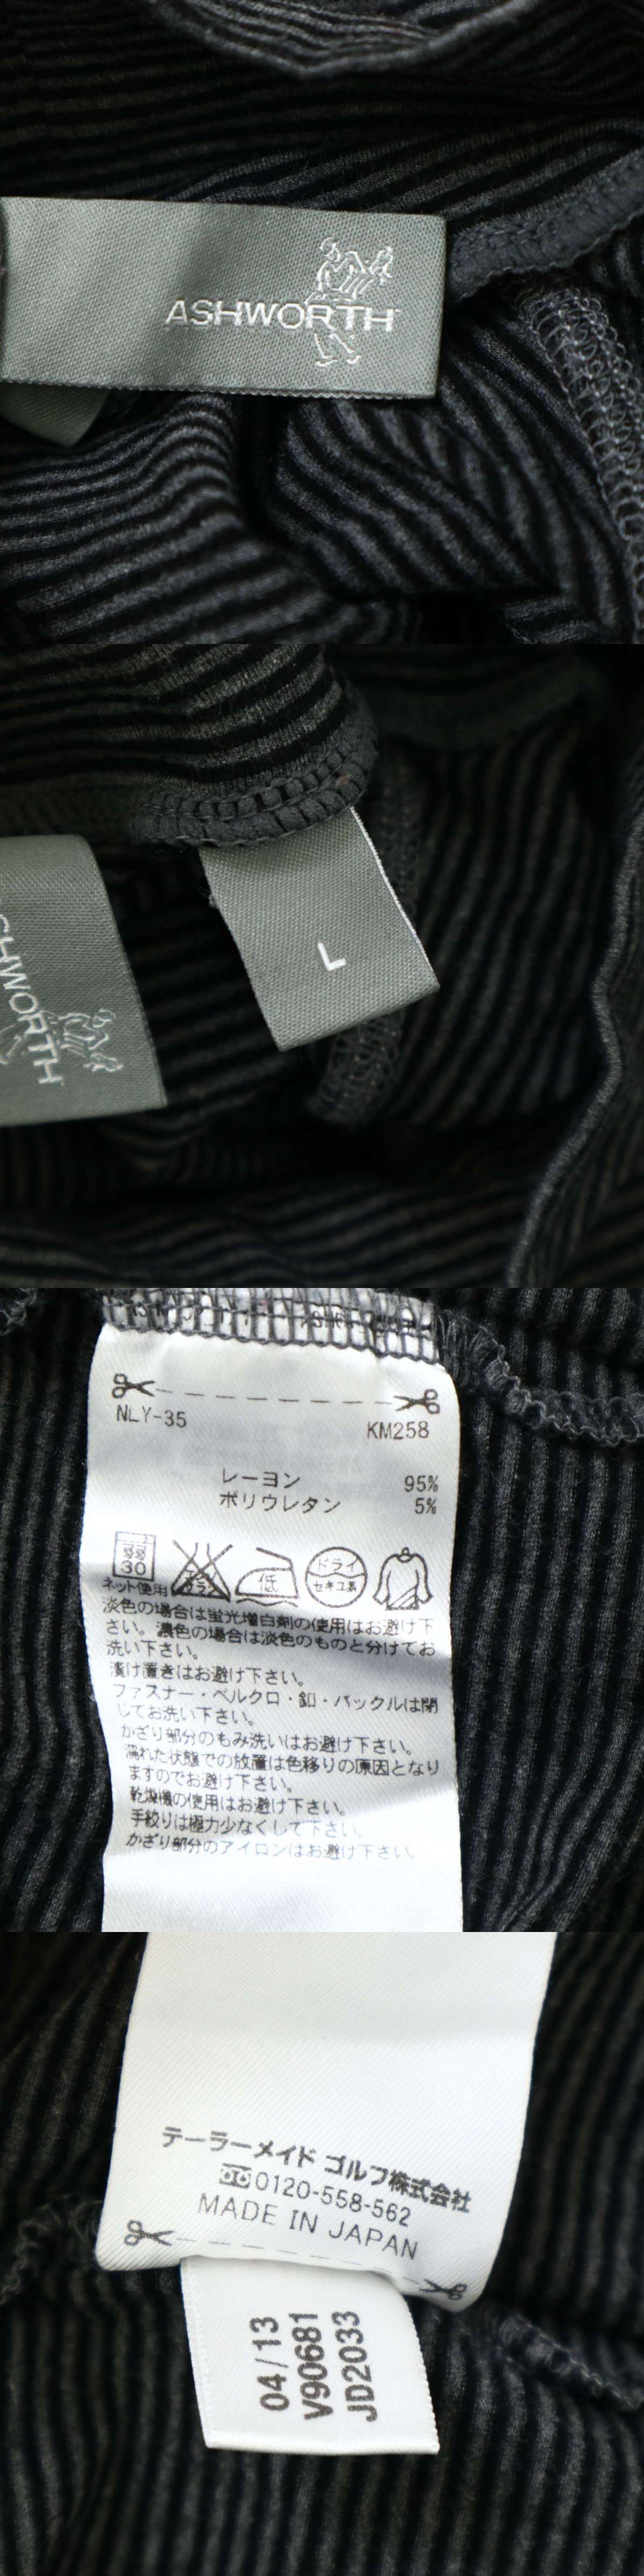 ASHWORTH
SHWORTH
L
NLY-35
KM258
レーヨン 95%
ポリウレタン 5%
弱
30
ネット使用
低
ドライ
セキユ系
淡色の場合は蛍光増白剤の使用はお避け下
さい。濃色の場合は淡色のものと分けてお
洗い下さい。
漬け置きはお避け下さい。
ファスナー・ベルクロ・釦・バックルは閉
じてお洗い下さい。
かざり部分のもみ洗いはお避け下さい。
濡れた状態での放置は色移りの原因となり
ますのでお避け下さい。
乾燥機の使用はお避け下さい。
手絞りは極力少なくして下さい。
かざり部分のアイロンはお避け下さい。
テーラーメイド ゴルフ株式会社
0120-558-562
MADE IN JAPAN
04/13
V90681
JD2033